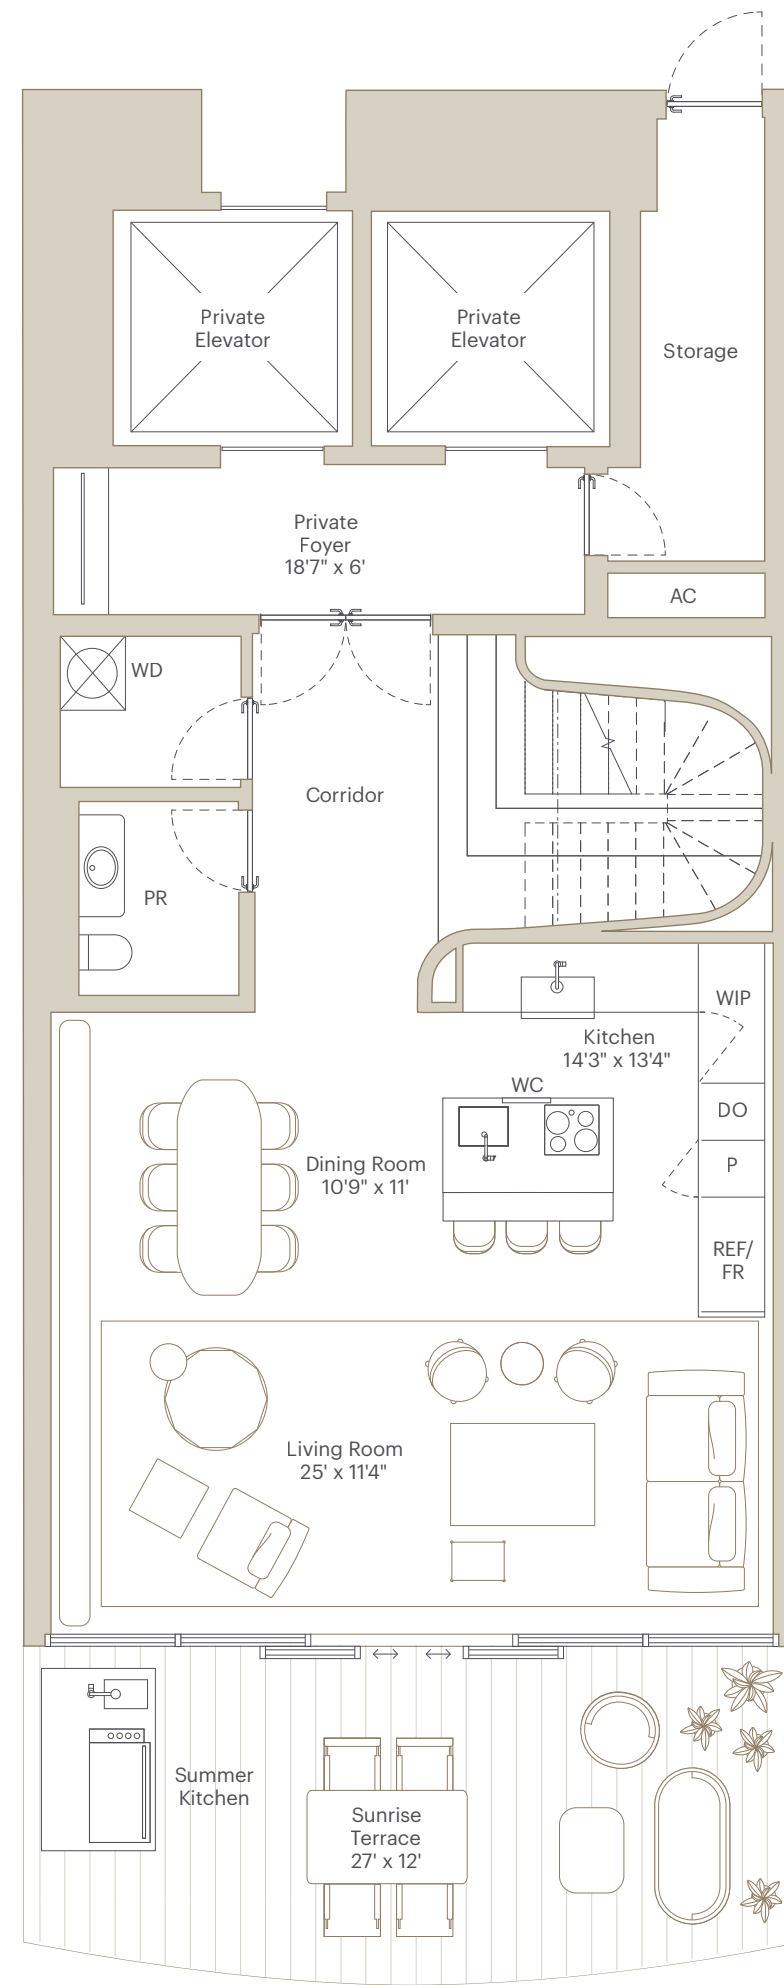 Private
Elevator
Private
Elevator
Storage
Private
Foyer
18'7" x 6'
AC
WD
Corridor
PR
WIP
Kitchen
14'3" x 13'4"
WC
DO
Dining Room
10'9" x 11'
P
REF/
FR
Living Room
25' x 11'4"
Summer
Kitchen
Sunrise
Terrace
27' x 12'